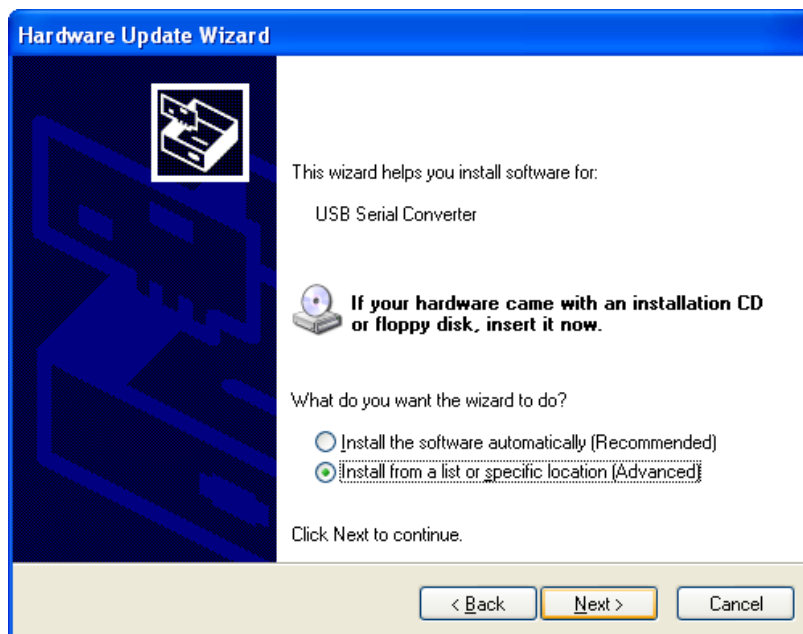 Hardware Update Wizard
This wizard helps you install software for:
USB Serial Converter
If your hardware came with an installation CD
or floppy disk, insert it now.
What do you want the wizard to do?
Install the software automatically (Recommended)
Install from a list or specific location (Advanced)
Click Next to continue.
< Back Next > Cancel